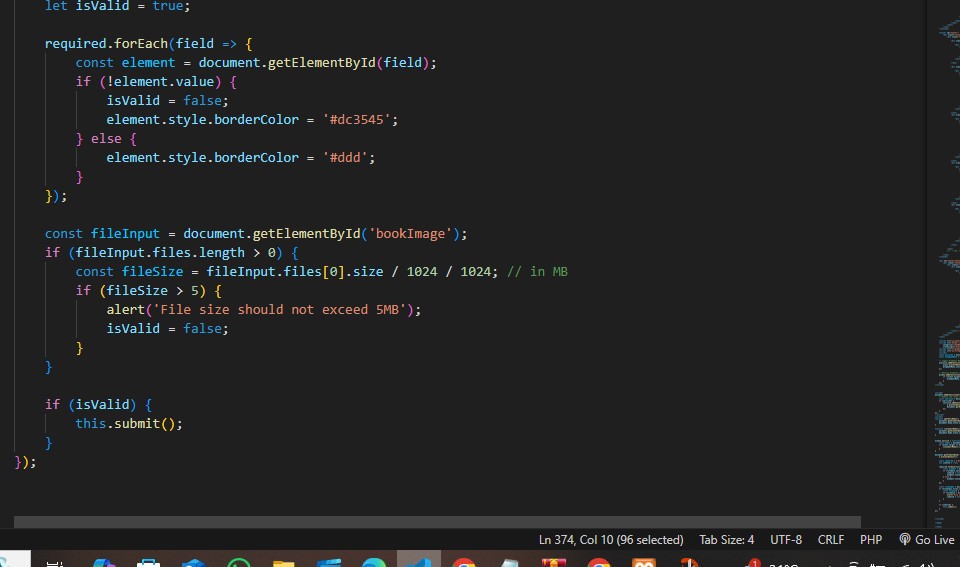 let isValid = true;
required.forEach(field => {
const element = document.getElementById(field);
if (!element.value) {
isValid = false;
element.style.borderColor = '#dc3545';
} else {
element.style.borderColor = '#ddd';
}
});
const fileInput = document.getElementById('bookImage');
if (fileInput.files.length > 0) {
const fileSize = fileInput.files[0].size / 1024 / 1024; // in MB
if (fileSize > 5) {
alert('File size should not exceed 5MB');
isValid = false;
}
}
if (isValid) {
this.submit();
}
});
Ln 374, Col 10 (96 selected) Tab Size: 4 UTF-8 CRLF PHP Go Live